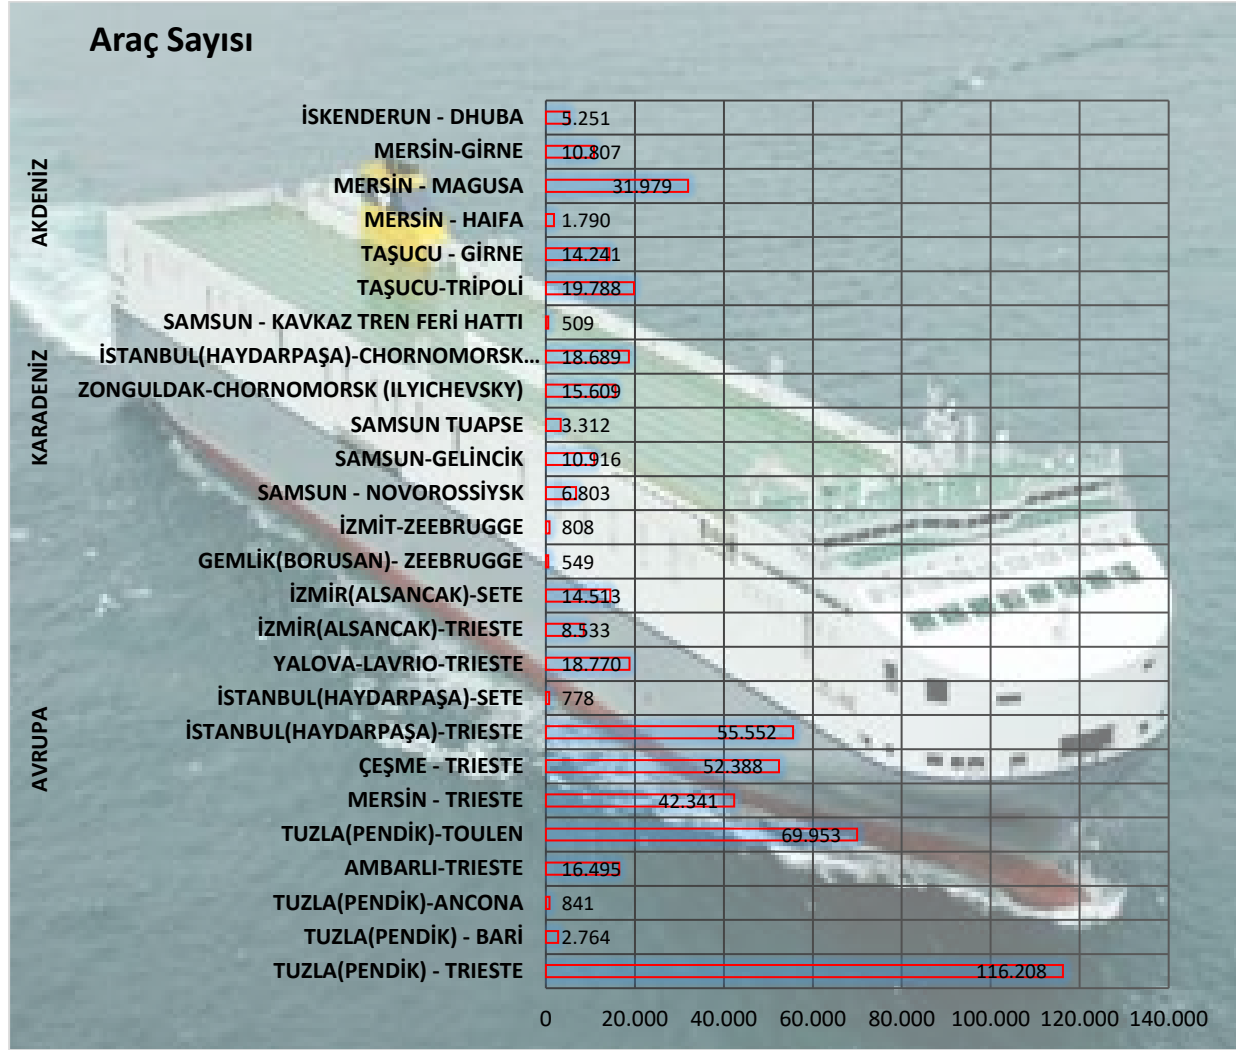 Araç Sayısı
AKDENİZ
İSKENDERUN - DHUBA 5.251
MERSİN-GİRNE 10.807
MERSİN - MAGUSA 31.979
MERSİN - HAIFA 1.790
TAŞUCU - GİRNE 14.241
TAŞUCU-TRİPOLİ 19.788
KARADENİZ
SAMSUN - KAVKAZ TREN FERİ HATTI 509
İSTANBUL(HAYDARPAŞA)-CHORNOMORSK... 18.689
ZONGULDAK-CHORNOMORSK (ILYICHEVSKY) 15.609
SAMSUN TUAPSE 3.312
SAMSUN-GELİNCİK 10.916
SAMSUN - NOVOROSSİYSK 6.803
AVRUPA
İZMİT-ZEEBRUGGE 808
GEMLİK(BORUSAN)- ZEEBRUGGE 549
İZMİR(ALSANCAK)-SETE 14.513
İZMİR(ALSANCAK)-TRIESTE 8.533
YALOVA-LAVRIO-TRIESTE 18.770
İSTANBUL(HAYDARPAŞA)-SETE 778
İSTANBUL(HAYDARPAŞA)-TRIESTE 55.552
ÇEŞME - TRIESTE 52.388
MERSİN - TRIESTE 42.341
TUZLA(PENDİK)-TOULEN 69.953
AMBARLI-TRIESTE 16.495
TUZLA(PENDİK)-ANCONA 841
TUZLA(PENDİK) - BARİ 2.764
TUZLA(PENDİK) - TRIESTE 116.208
0 20.000 40.000 60.000 80.000 100.000 120.000 140.000